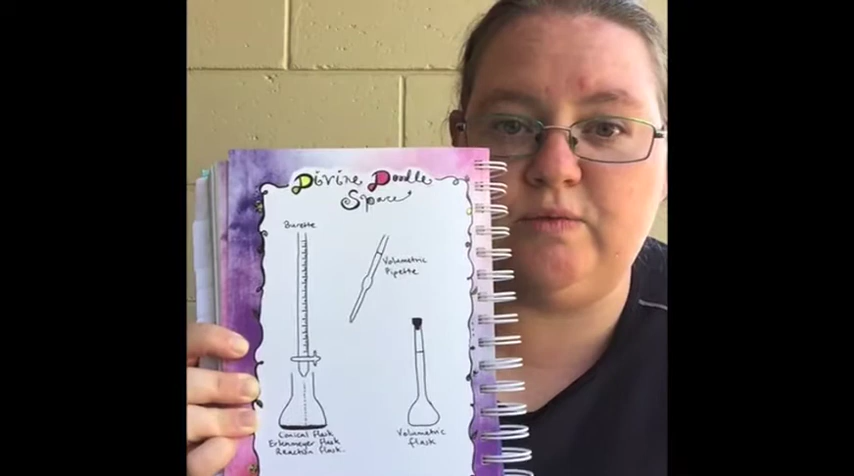 Divine Doodle
Space
Burette
Volumetric
Pipette
Conical Flask
Erlenmeyer flask
Reaction flask
Volumetric
flask